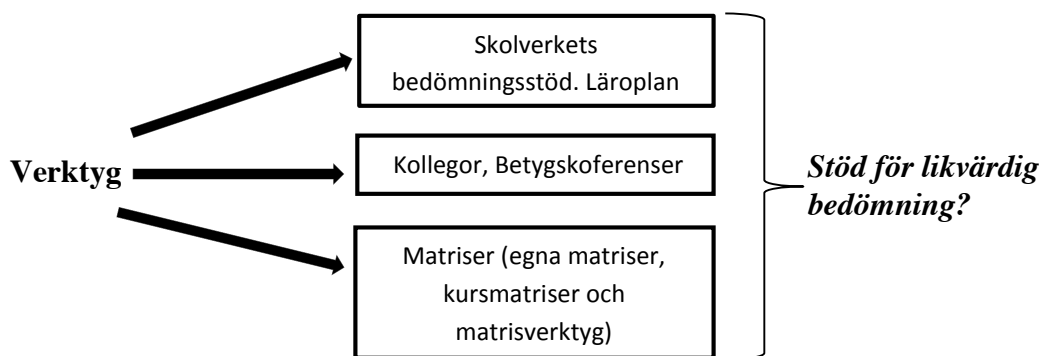 Skolverkets
bedömningsstöd. Läroplan
Verktyg
Kollegor, Betygskoferenser
Stöd för likvärdig
bedömning?
Matriser (egna matriser,
kursmatriser och
matrisverktyg)